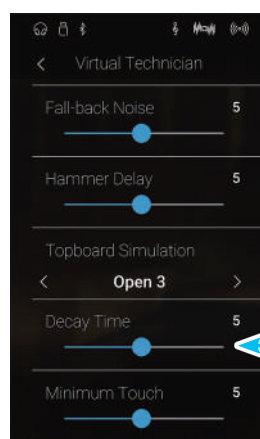 < Virtual Technician
Fall-back Noise 5
Hammer Delay 5
Topboard Simulation
< Open 3 >
Decay Time 5
Minimum Touch 5